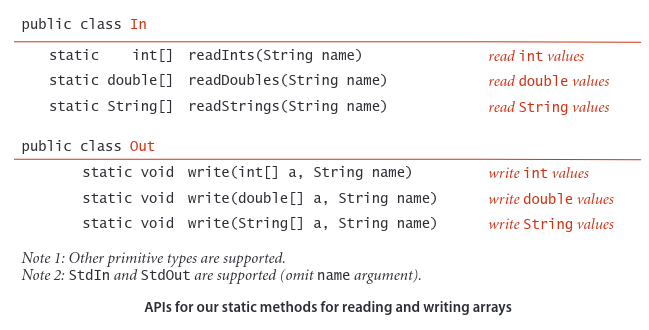 public class In
static int[] readInts(String name) read int values
static double[] readDoubles(String name) read double values
static String[] readStrings(String name) read String values
public class Out
static void write(int[] a, String name) write int values
static void write(double[] a, String name) write double values
static void write(String[] a, String name) write String values
Note 1: Other primitive types are supported.
Note 2: StdIn and StdOut are supported (omit name argument).
APIs for our static methods for reading and writing arrays